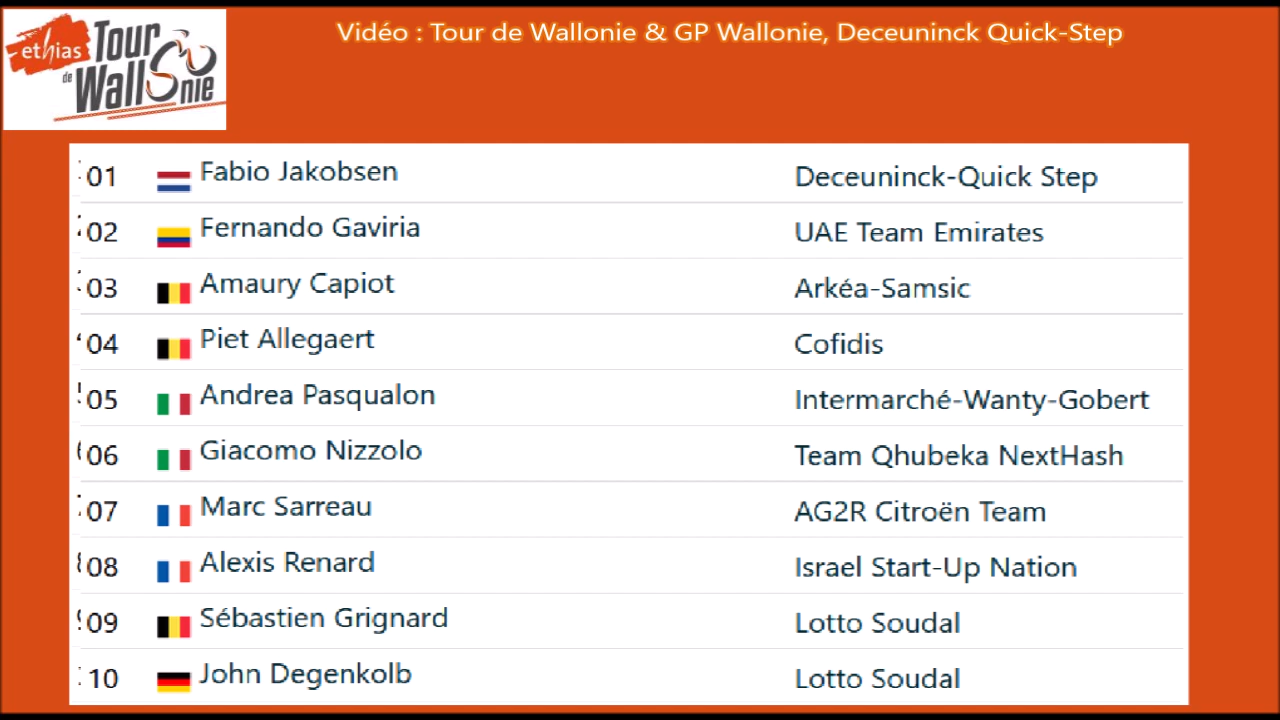 Vidéo : Tour de Wallonie & GP Wallonie, Deceuninck Quick-Step
ethias Tour
de Wallonie
01 Fabio Jakobsen Deceuninck-Quick Step
02 Fernando Gaviria UAE Team Emirates
03 Amaury Capiot Arkéa-Samsic
04 Piet Allegaert Cofidis
05 Andrea Pasqualon Intermarché-Wanty-Gobert
06 Giacomo Nizzolo Team Qhubeka NextHash
07 Marc Sarreau AG2R Citroën Team
08 Alexis Renard Israel Start-Up Nation
09 Sébastien Grignard Lotto Soudal
10 John Degenkolb Lotto Soudal